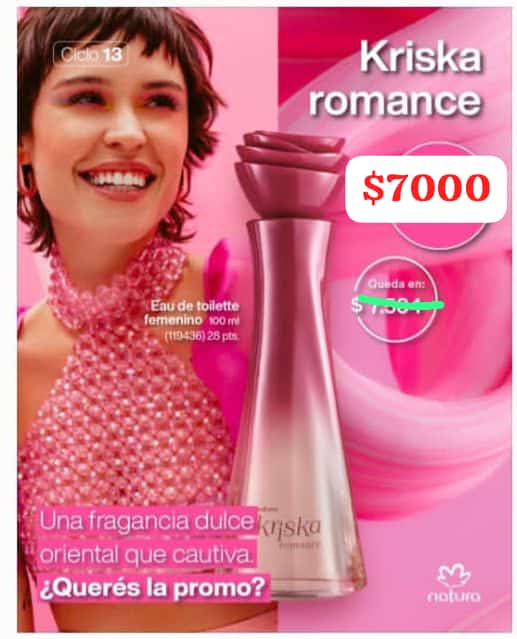 Ciclo 13
Kriska
romance
$7000
Queda en:
$
Eau de toilette
femenino 100 ml
(119436) 28 pts.
kriska
romance
Una fragancia dulce
oriental que cautiva.
¿Querés la promo?
natura